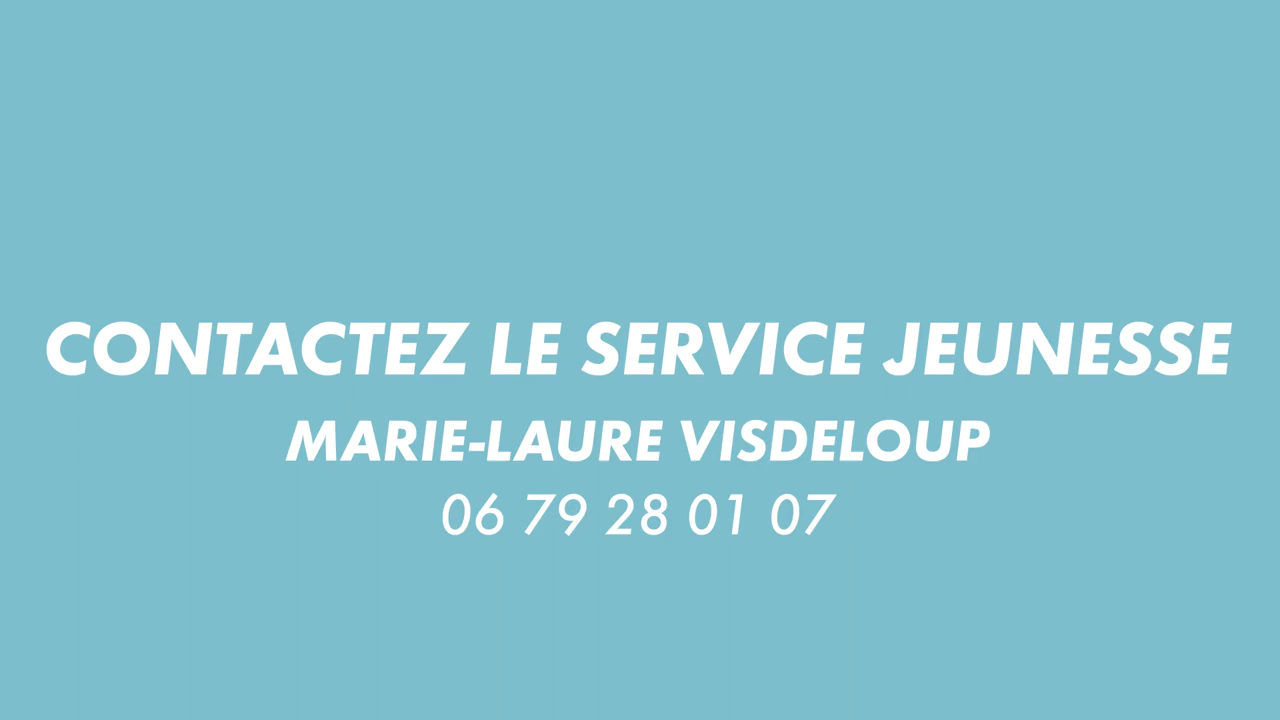 CONTACTEZ LE SERVICE JEUNESSE
MARIE-LAURE VISDELOUP
06 79 28 01 07